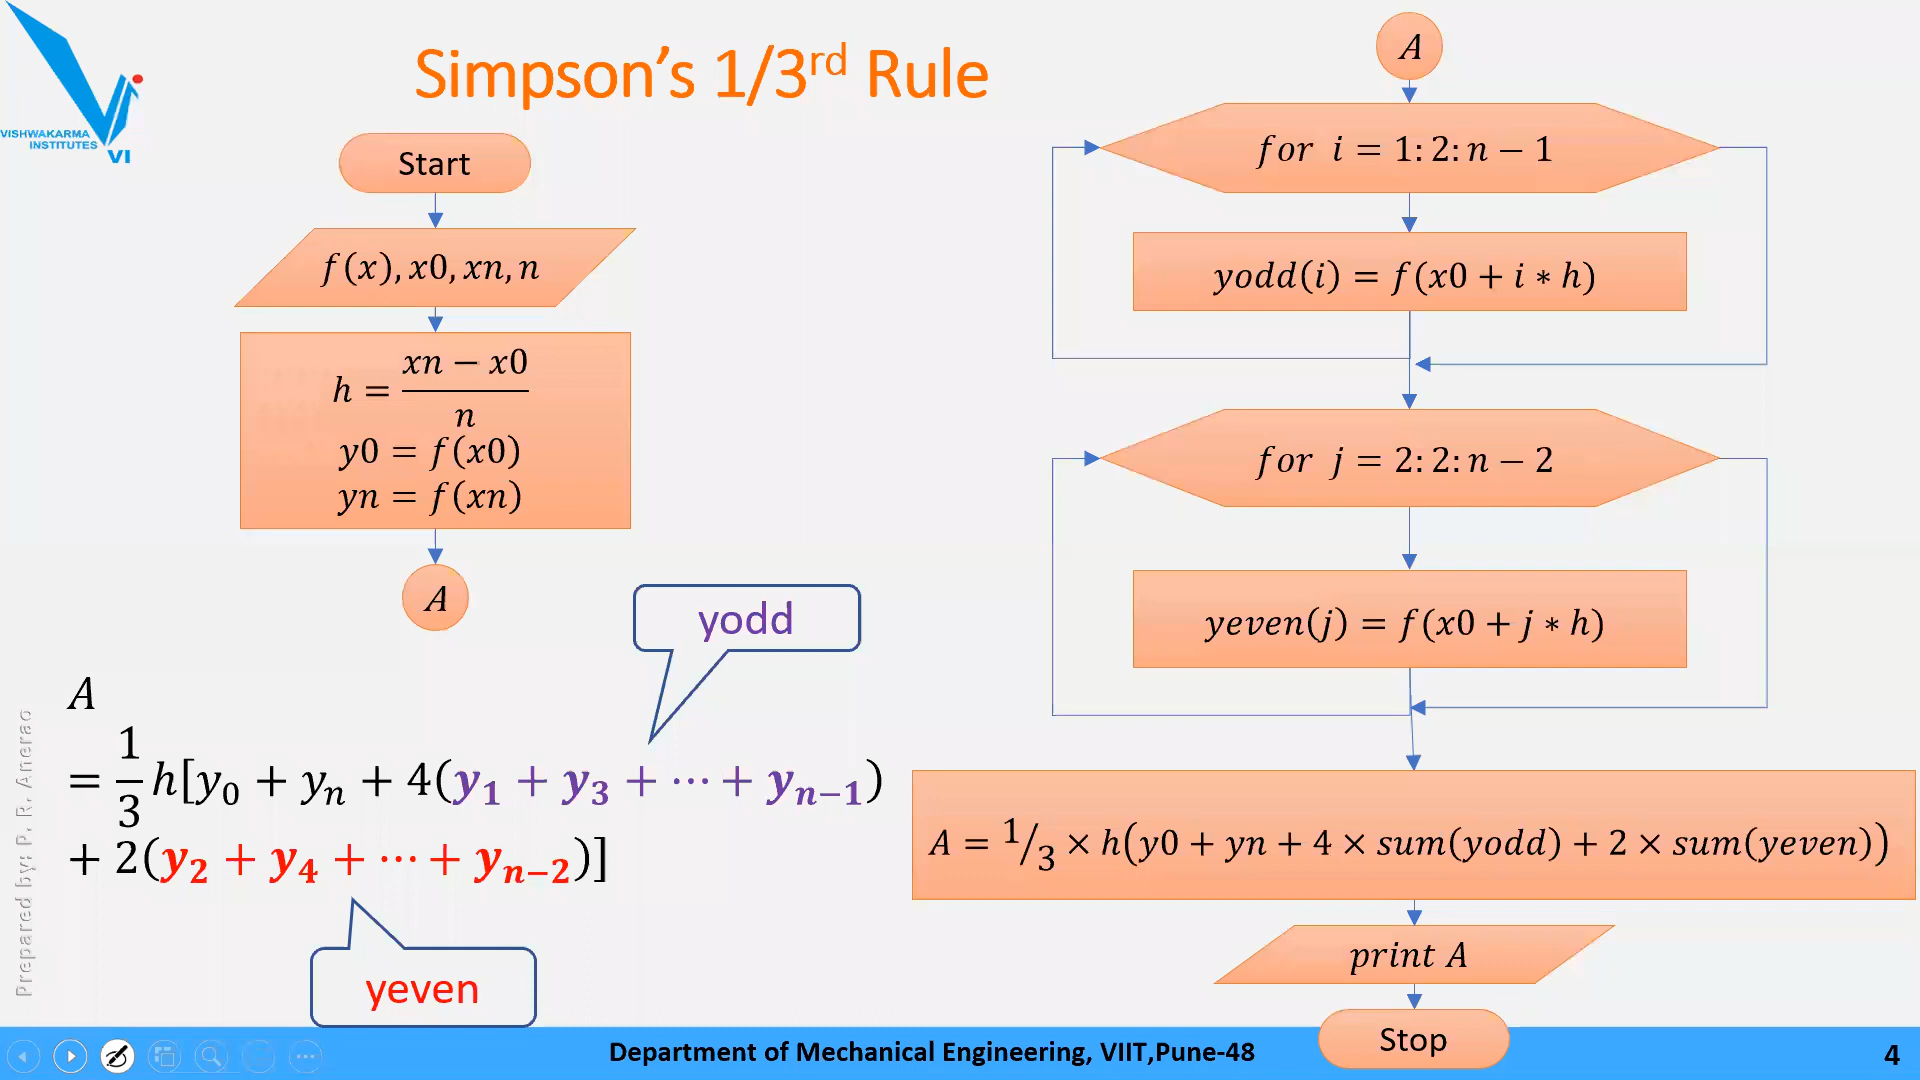 VISHWAKARMA
INSTITUTES
VI
Simpson's 1/3rd Rule
Start
f(x), x0, xn, n
h = (xn − x0)/n
y0 = f(x0)
yn = f(xn)
A
yodd
A
= 1/3 h[y₀ + yₙ + 4(y₁ + y₃ + ⋯ + yₙ₋₁)
+ 2(y₂ + y₄ + ⋯ + yₙ₋₂)]
yeven
A
for i = 1: 2: n − 1
yodd(i) = f(x0 + i ∗ h)
for j = 2: 2: n − 2
yeven(j) = f(x0 + j ∗ h)
A = 1/3 × h(y0 + yn + 4 × sum(yodd) + 2 × sum(yeven))
print A
Stop
Prepared by: P. R. Anerao
Department of Mechanical Engineering, VIIT,Pune-48
4